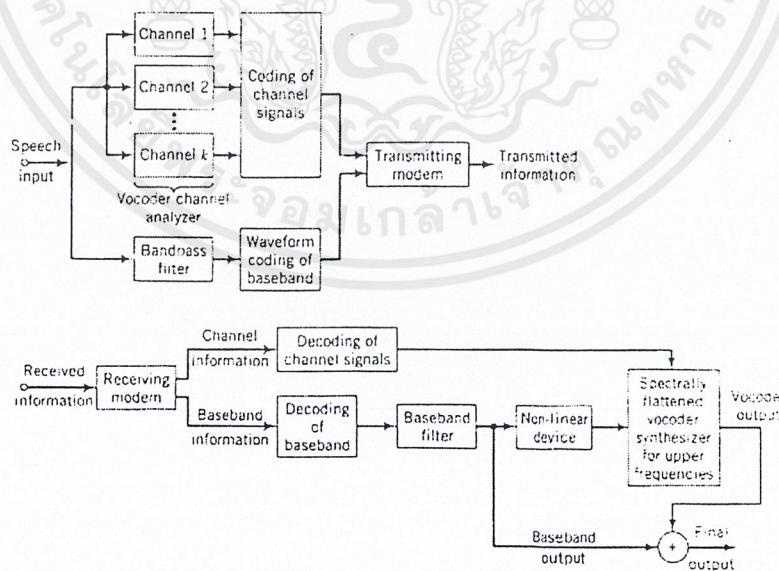 Channel 1
Channel 2
Channel k
Coding of
channel
signals
Speech
input
Vocoder channel
analyzer
Transmitting
modem
Transmitted
information
Bandpass
filter
Waveform
coding of
baseband
Received
information
Receiving
modem
Channel
information
Decoding of
channel signals
Baseband
information
Decoding
of
baseband
Baseband
filter
Non-linear
device
Spectrally
flattened
vocoder
synthesizer
for upper
frequencies
Vocoder
output
Baseband
output
+
Final
output